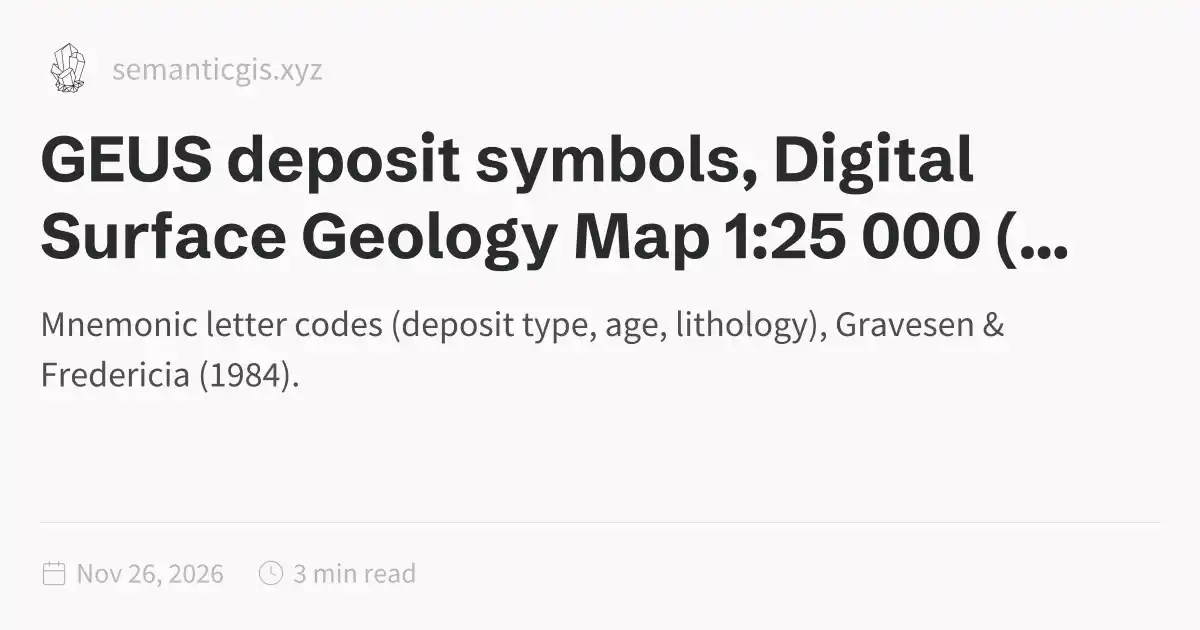 semanticgis.xyz
GEUS deposit symbols, Digital
Surface Geology Map 1:25 000 (...
Mnemonic letter codes (deposit type, age, lithology), Gravesen &
Fredericia (1984).
Nov 26, 2026 3 min read